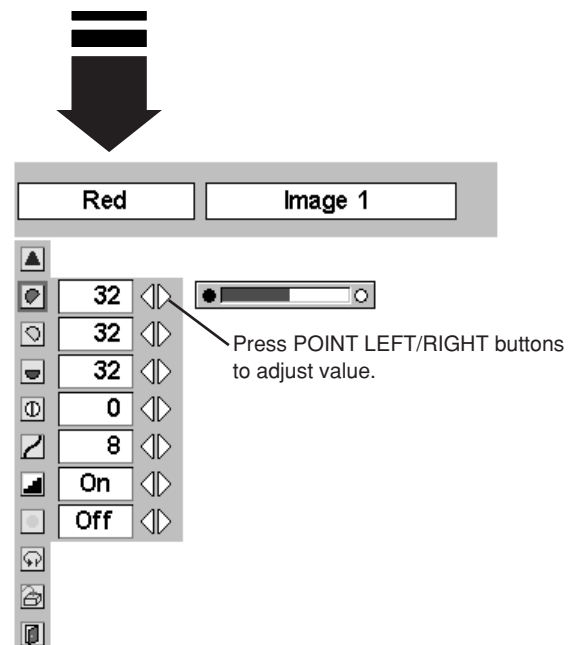 Red Image 1
32
32
Press POINT LEFT/RIGHT buttons
to adjust value.
32
0
8
On
Off